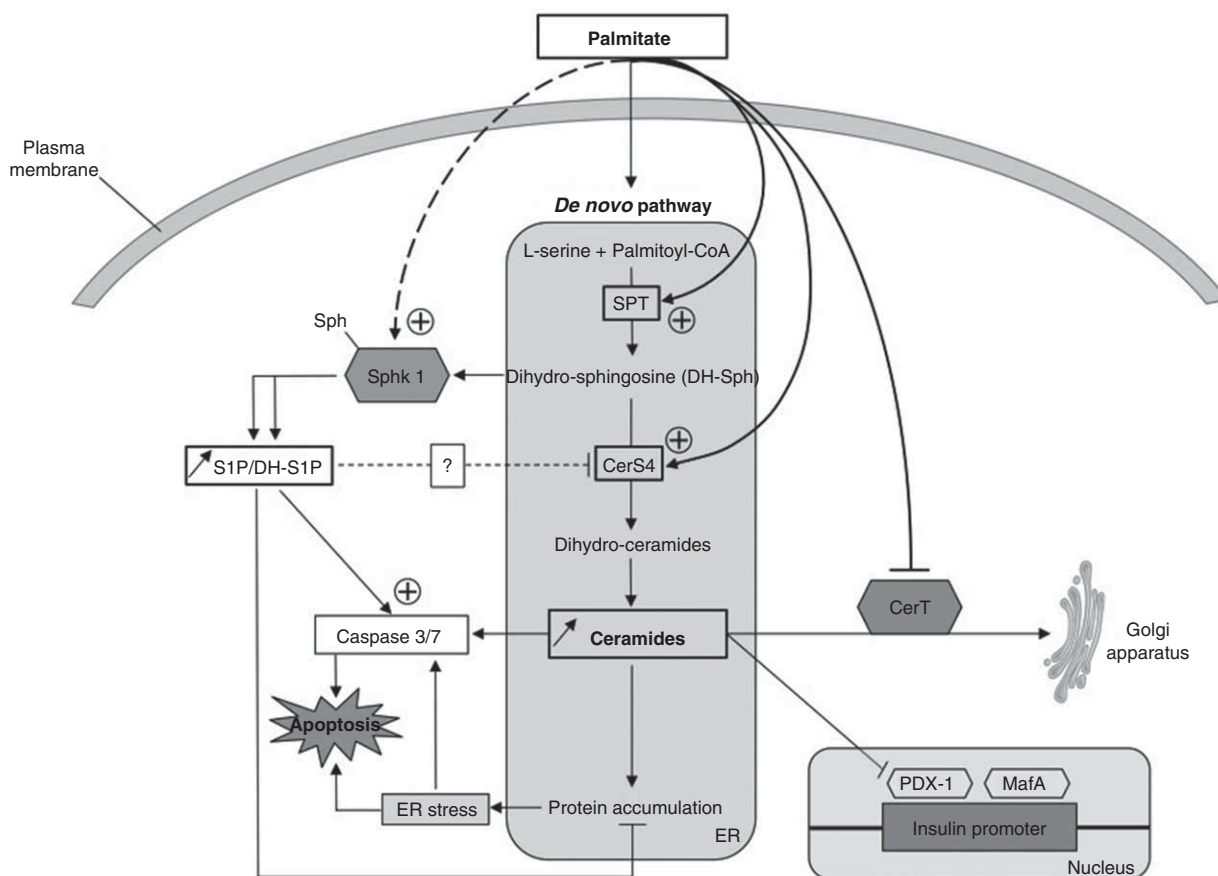 Palmitate
Plasma
membrane
De novo pathway
L-serine + Palmitoyl-CoA
SPT
+
+
Sph
Sphk 1
Dihydro-sphingosine (DH-Sph)
+
S1P/DH-S1P
?
CerS4
Dihydro-ceramides
+
CerT
Caspase 3/7
Ceramides
Golgi
apparatus
Apoptosis
PDX-1
MafA
ER stress
Protein accumulation
ER
Insulin promoter
Nucleus